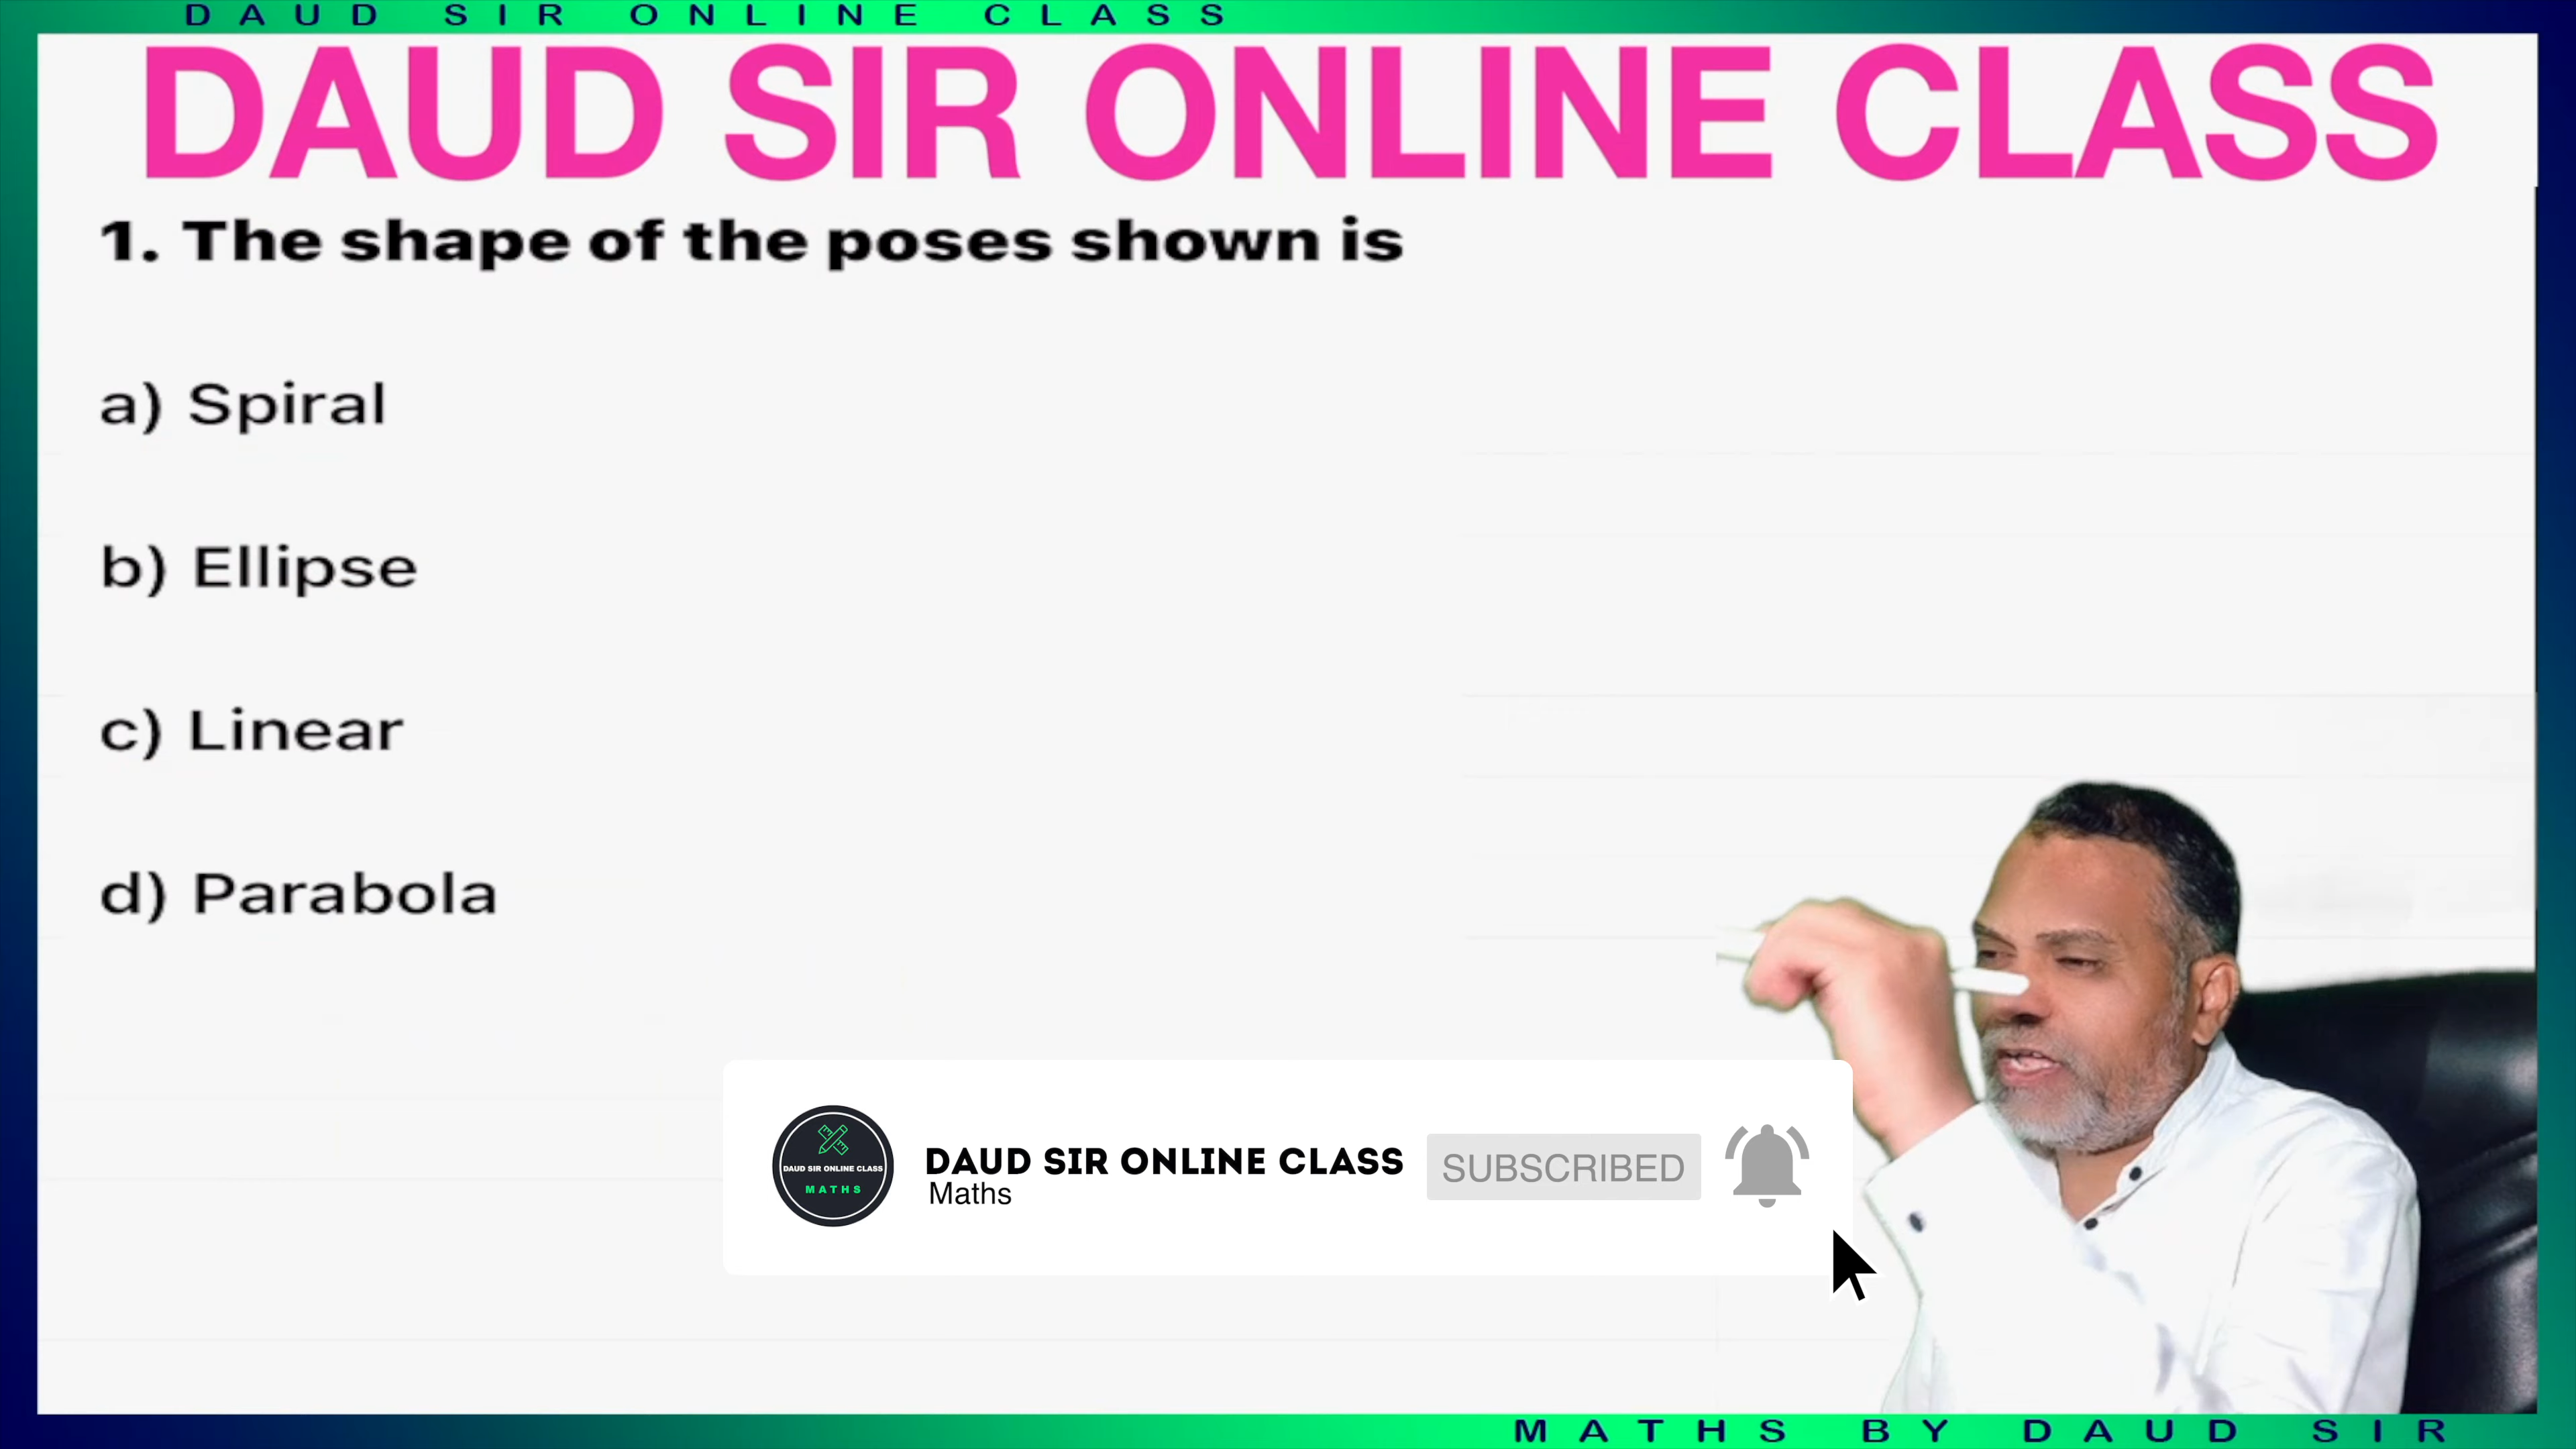 DAUD SIR ONLINE CLASS
DAUD SIR ONLINE CLASS
1. The shape of the poses shown is
a) Spiral
b) Ellipse
c) Linear
d) Parabola
DAUD SIR ONLINE CLASS
MATHS
DAUD SIR ONLINE CLASS
Maths
SUBSCRIBED
MATHS BY DAUD SIR